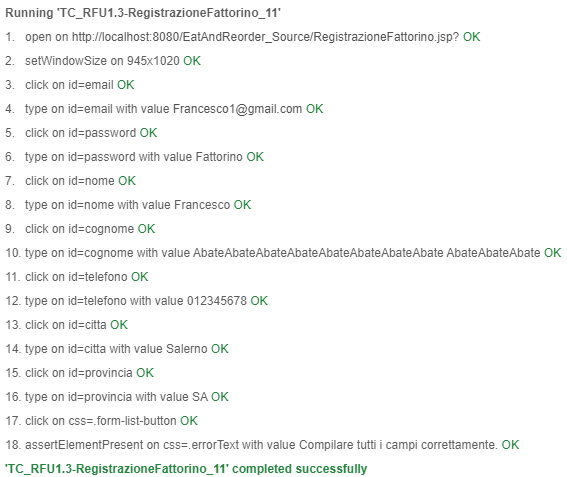 Running 'TC_RFU1.3-RegistrazioneFattorino_11'
1. open on http://localhost:8080/EatAndReorder_Source/RegistrazioneFattorino.jsp? OK
2. setWindowSize on 945x1020 OK
3. click on id=email OK
4. type on id=email with value Francesco1@gmail.com OK
5. click on id=password OK
6. type on id=password with value Fattorino OK
7. click on id=nome OK
8. type on id=nome with value Francesco OK
9. click on id=cognome OK
10. type on id=cognome with value AbateAbateAbateAbateAbateAbateAbateAbate AbateAbateAbate OK
11. click on id=telefono OK
12. type on id=telefono with value 012345678 OK
13. click on id=citta OK
14. type on id=citta with value Salerno OK
15. click on id=provincia OK
16. type on id=provincia with value SA OK
17. click on css=.form-list-button OK
18. assertElementPresent on css=.errorText with value Compilare tutti i campi correttamente. OK
'TC_RFU1.3-RegistrazioneFattorino_11' completed successfully